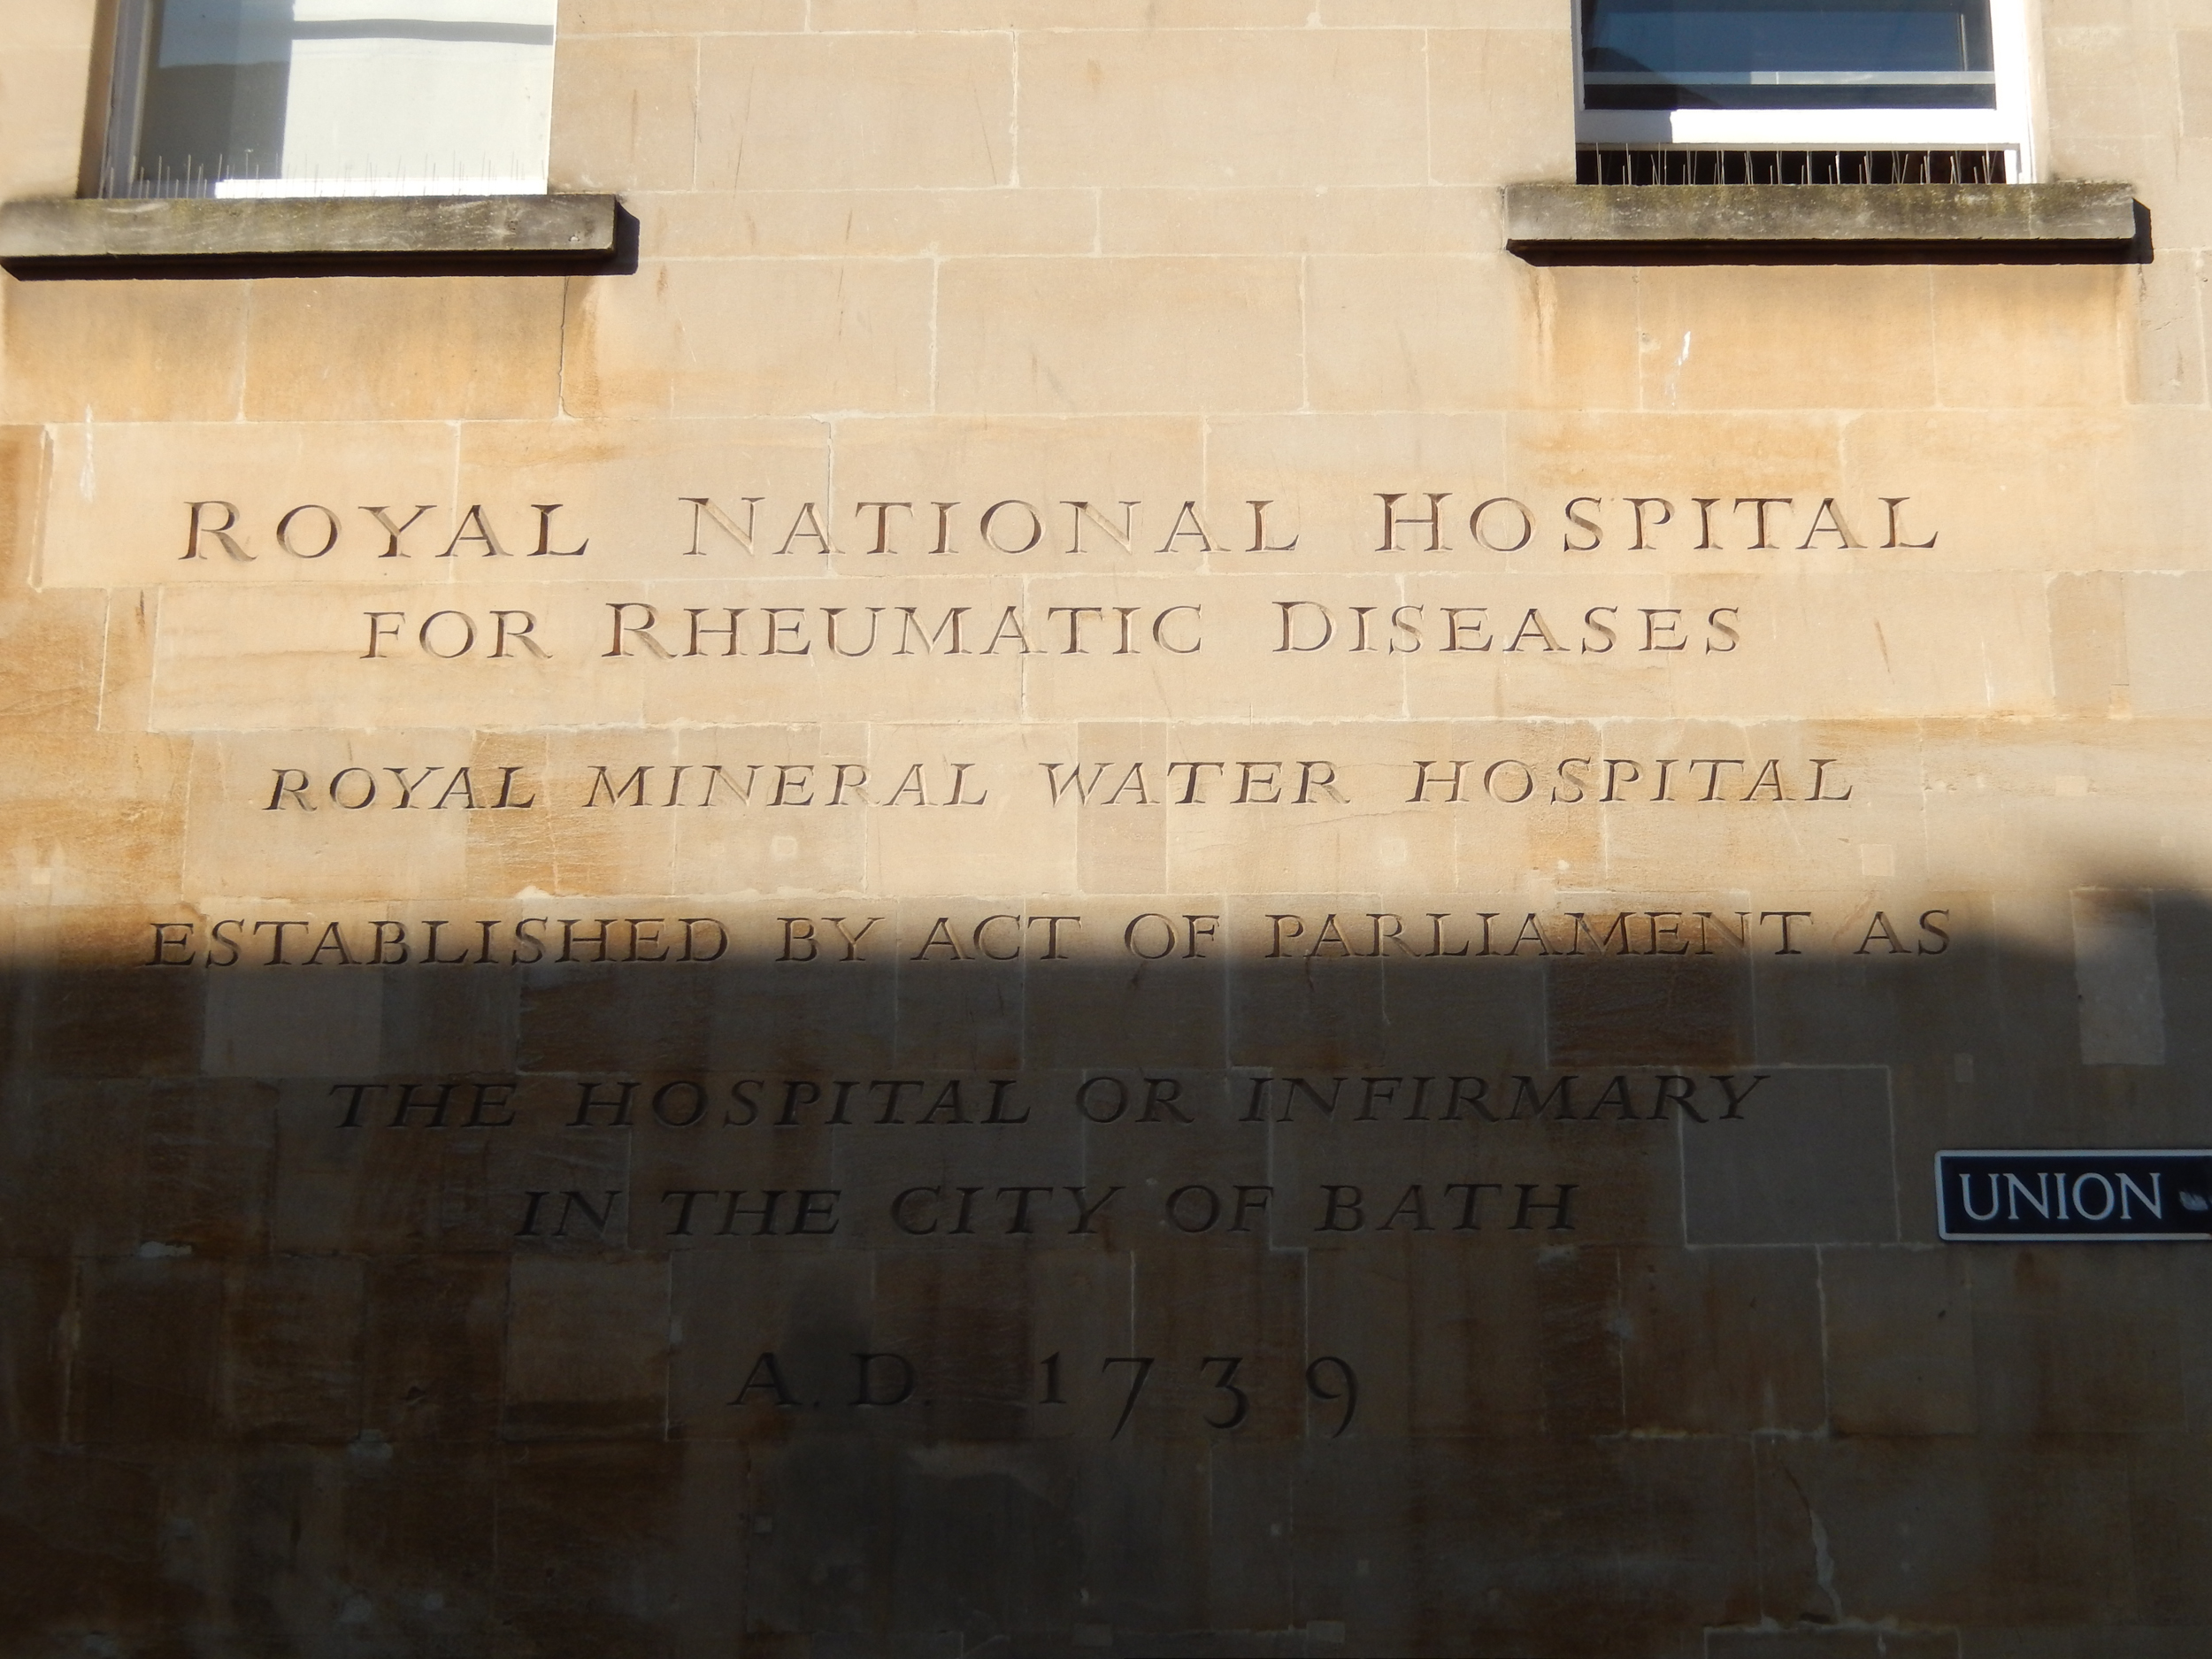 ROYAL NATIONAL HOSPITAL
FOR RHEUMATIC DISEASES
ROYAL MINERAL WATER HOSPITAL
ESTABLISHED BY ACT OF PARLIAMENT AS
THE HOSPITAL OR INFIRMARY
IN THE CITY OF BATH
UNION
A.D. 1739